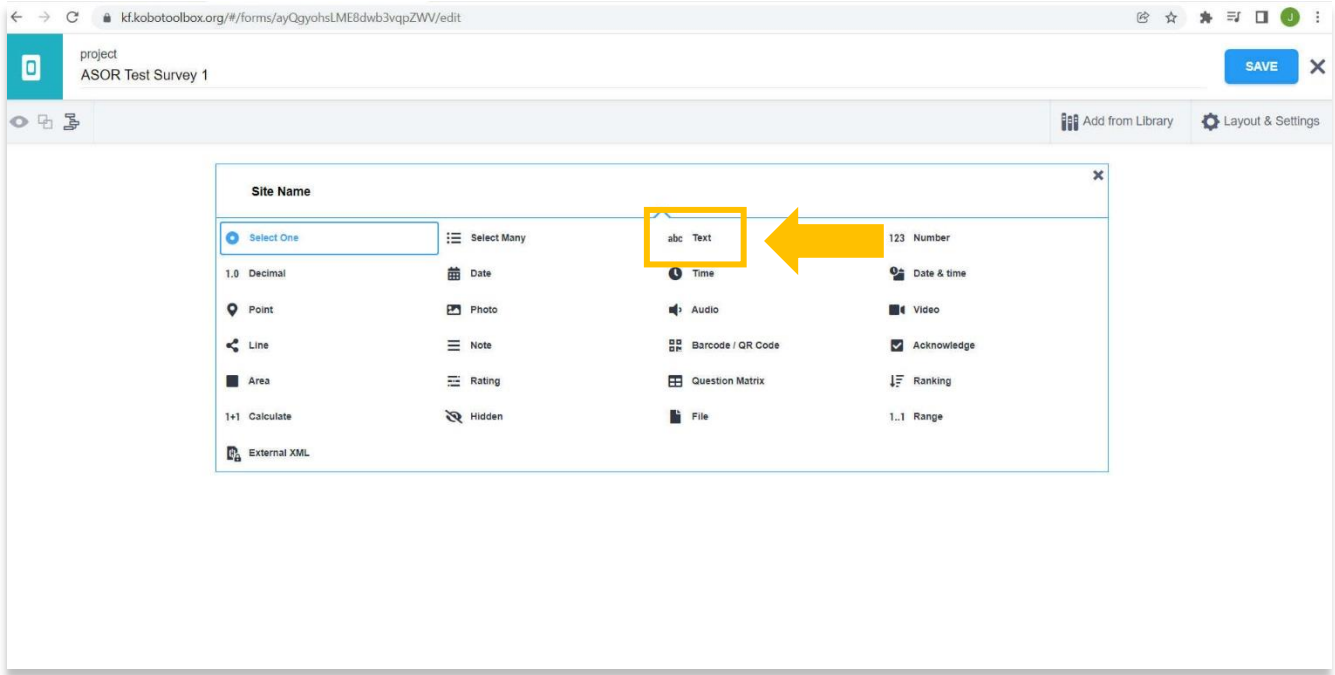 kf.kobotoolbox.org/#/forms/ayQgyohsLME8dwb3vqpZWV/edit
J
project
ASOR Test Survey 1
SAVE
Add from Library
Layout & Settings
Site Name
Select One
Select Many
abc Text
123 Number
1.0 Decimal
Date
Time
Date & time
Point
Photo
Audio
Video
Line
Note
Barcode / QR Code
Acknowledge
Area
Rating
Question Matrix
Ranking
1+1 Calculate
Hidden
File
1..1 Range
External XML